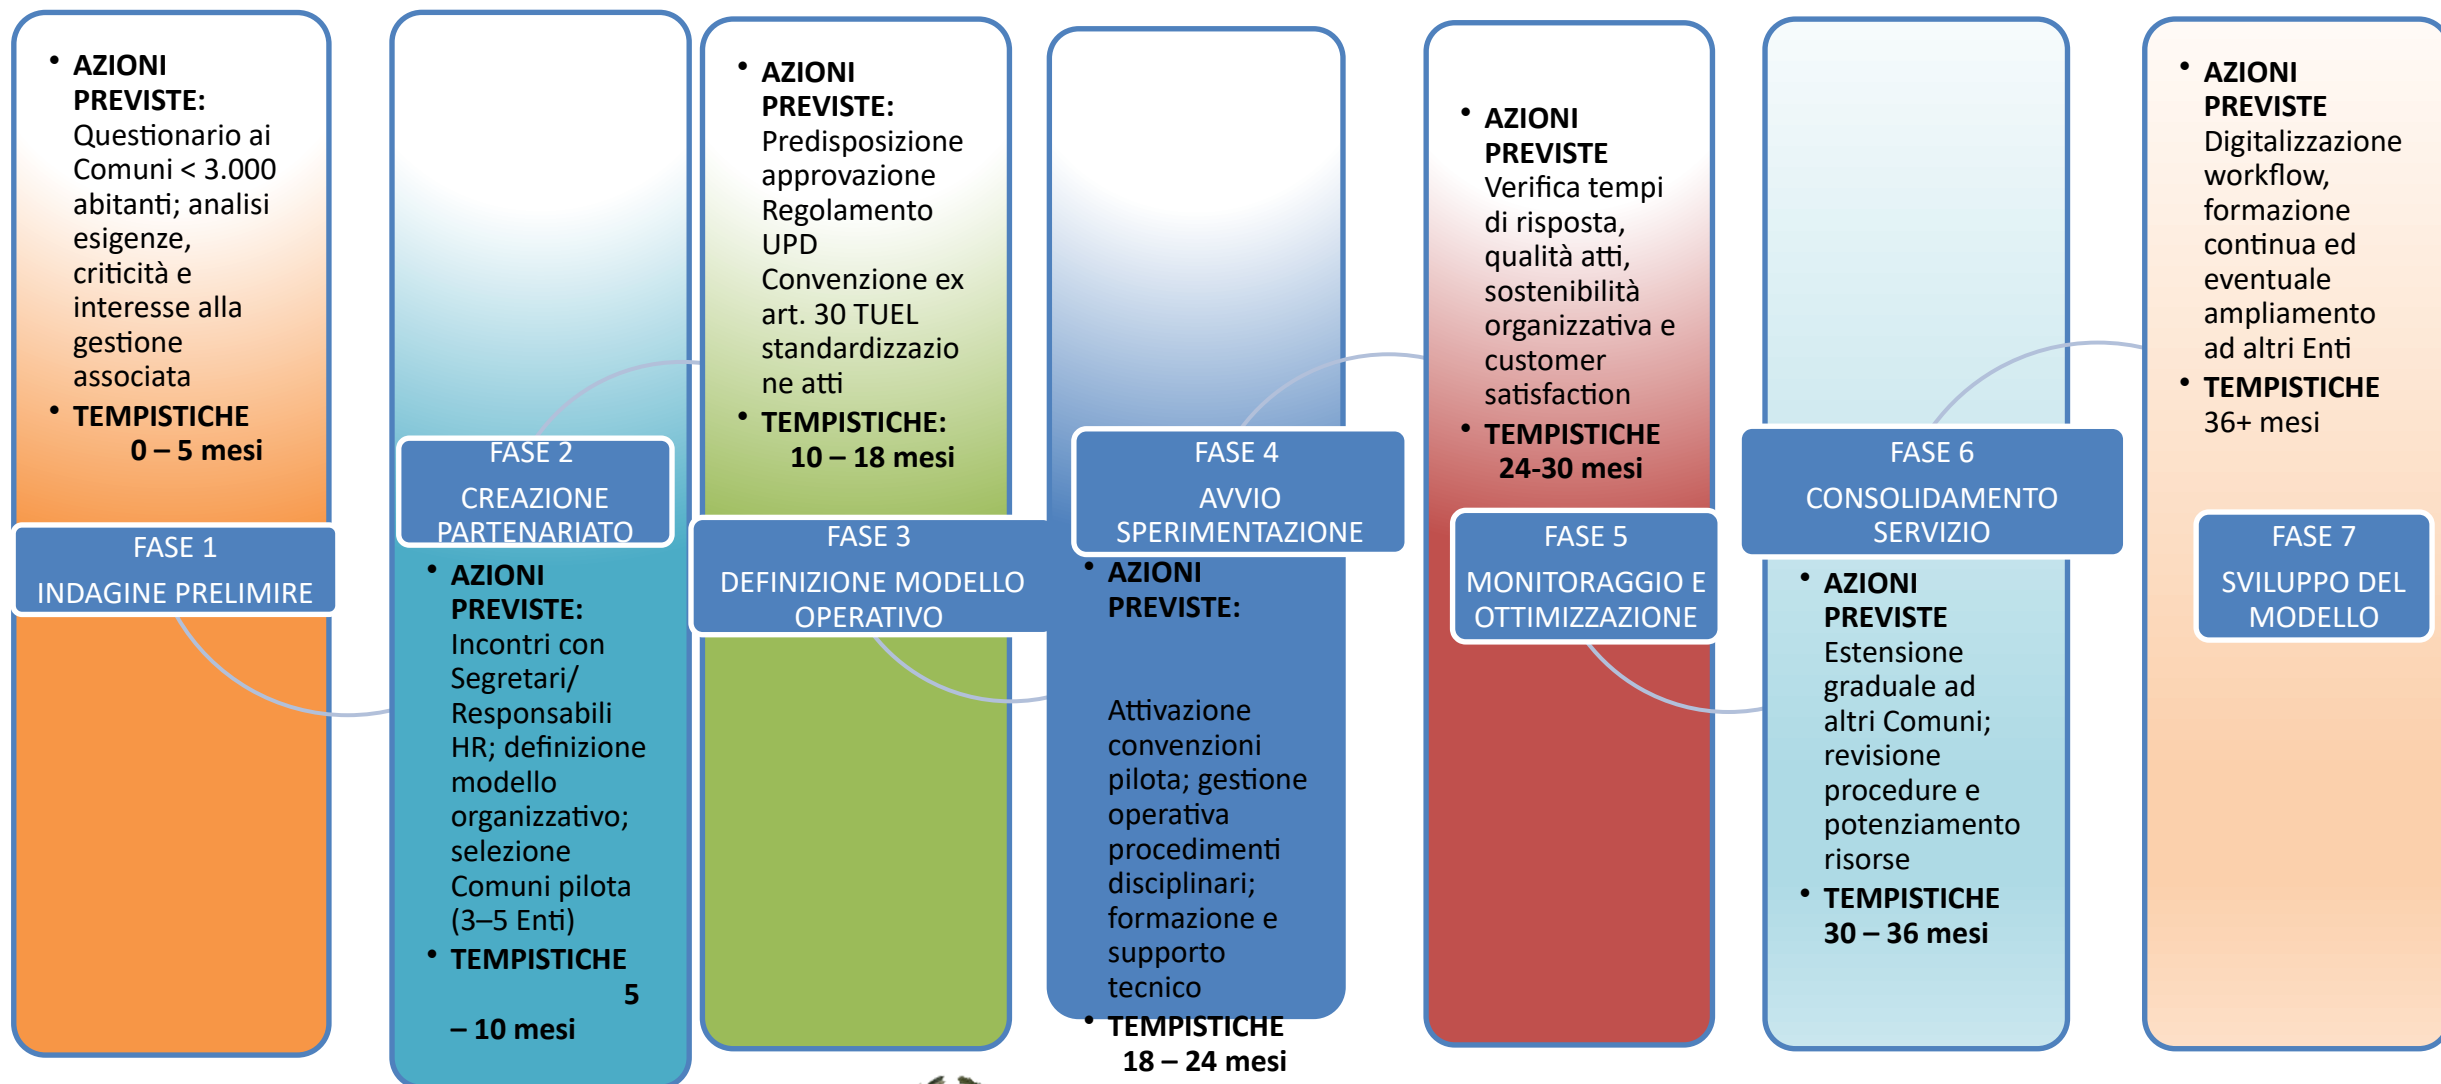 • AZIONI
PREVISTE:
Questionario ai
Comuni < 3.000
abitanti; analisi
esigenze,
criticità e
interesse alla
gestione
associata
• TEMPISTICHE
0 – 5 mesi
FASE 1
INDAGINE PRELIMIRE
FASE 2
CREAZIONE
PARTENARIATO
• AZIONI
PREVISTE:
Incontri con
Segretari/
Responsabili
HR; definizione
modello
organizzativo;
selezione
Comuni pilota
(3–5 Enti)
• TEMPISTICHE
5
– 10 mesi
• AZIONI
PREVISTE:
Predisposizione
approvazione
Regolamento
UPD
Convenzione ex
art. 30 TUEL
standardizzazio
ne atti
• TEMPISTICHE:
10 – 18 mesi
FASE 3
DEFINIZIONE MODELLO
OPERATIVO
FASE 4
AVVIO
SPERIMENTAZIONE
• AZIONI
PREVISTE:
Attivazione
convenzioni
pilota; gestione
operativa
procedimenti
disciplinari;
formazione e
supporto
tecnico
• TEMPISTICHE
18 – 24 mesi
• AZIONI
PREVISTE
Verifica tempi
di risposta,
qualità atti,
sostenibilità
organizzativa e
customer
satisfaction
• TEMPISTICHE
24-30 mesi
FASE 5
MONITORAGGIO E
OTTIMIZZAZIONE
FASE 6
CONSOLIDAMENTO
SERVIZIO
• AZIONI
PREVISTE
Estensione
graduale ad
altri Comuni;
revisione
procedure e
potenziamento
risorse
• TEMPISTICHE
30 – 36 mesi
• AZIONI
PREVISTE
Digitalizzazione
workflow,
formazione
continua ed
eventuale
ampliamento
ad altri Enti
• TEMPISTICHE
36+ mesi
FASE 7
SVILUPPO DEL
MODELLO